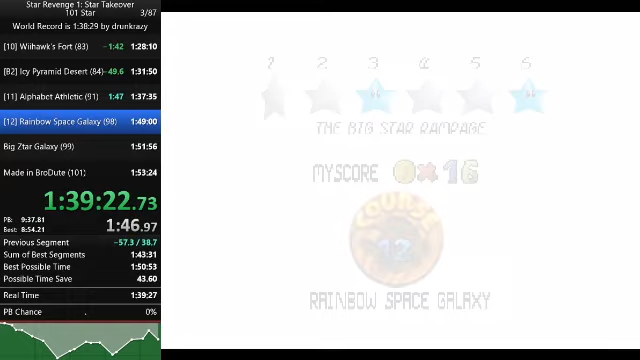 Star Revenge 1: Star Takeover
101 Star 3/87
World Record is 1:38:29 by drunkrazy
[10] Wiihawk's Fort (83) -1:42 1:28:10
[B2] Icy Pyramid Desert (84) -49.6 1:31:50
[11] Alphabet Athletic (91) 1:47 1:37:35
[12] Rainbow Space Galaxy (98) 1:49:00
Big Ztar Galaxy (99) 1:51:56
Made in BroDute (101) 1:53:24
1:39:22.73
PB: 9:37.81
Best: 8:54.21
1:46.97
Previous Segment -57.3 / 38.7
Sum of Best Segments 1:43:31
Best Possible Time 1:50:53
Possible Time Save 43.60
Real Time 1:39:27
PB Chance . 0%
1 2 3 4 5 6
THE BIG STAR RAMPAGE
MYSCORE × 16
COURSE
12
RAINBOW SPACE GALAXY